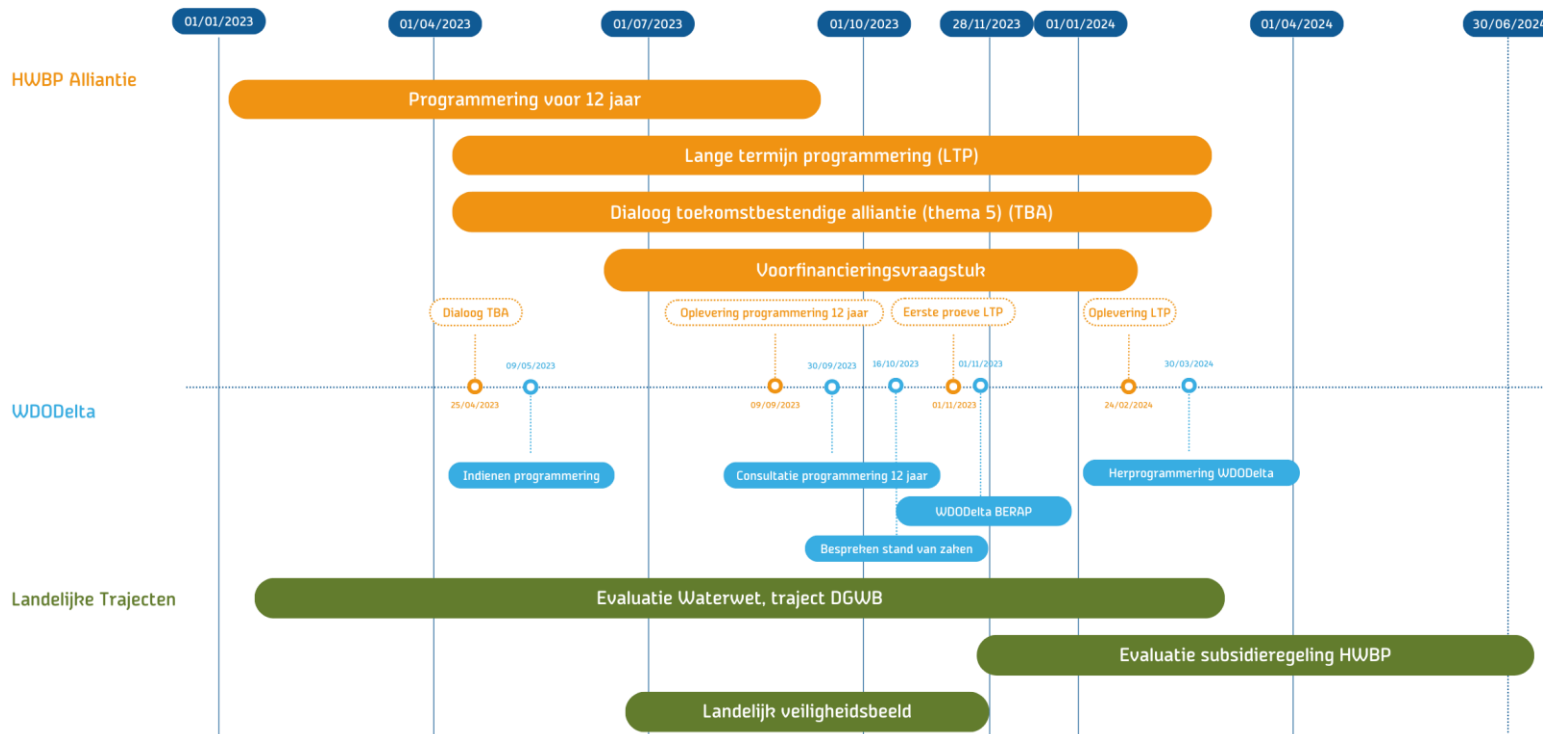 01/01/2023
01/04/2023
01/07/2023
01/10/2023
28/11/2023
01/01/2024
01/04/2024
30/06/2024
HWBP Alliantie
Programmering voor 12 jaar
Lange termijn programmering (LTP)
Dialoog toekomstbestendige alliantie (thema 5) (TBA)
Voorfinancieringsvraagstuk
Dialoog TBA
Oplevering programmering 12 jaar
Eerste proeve LTP
Oplevering LTP
09/05/2023
30/09/2023
16/10/2023
01/11/2023
30/03/2024
25/04/2023
09/09/2023
01/11/2023
24/02/2024
WDODelta
Indienen programmering
Consultatie programmering 12 jaar
Herprogrammering WDODelta
WDODelta BERAP
Bespreken stand van zaken
Landelijke Trajecten
Evaluatie Waterwet, traject DGWB
Evaluatie subsidieregeling HWBP
Landelijk veiligheidsbeeld